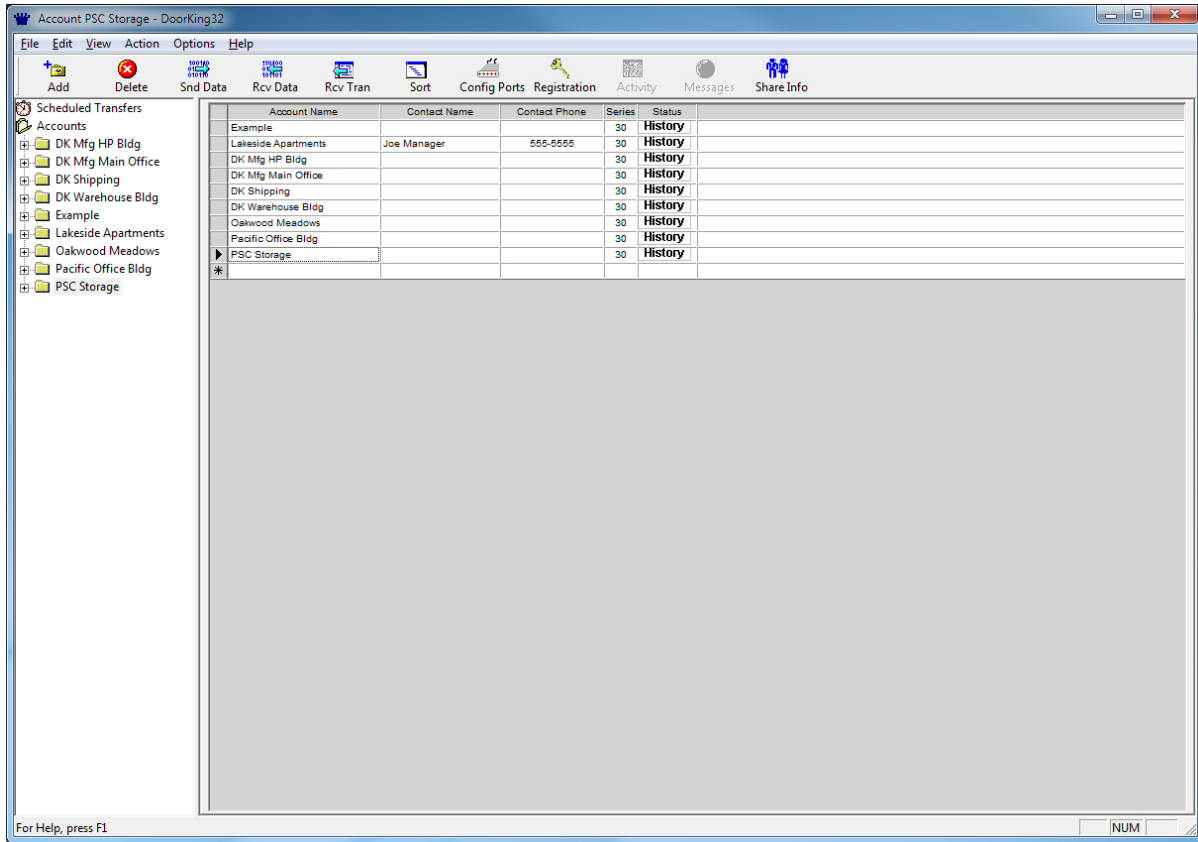 Account PSC Storage - DoorKing32
File Edit View Action Options Help
Add Delete Snd Data Rcv Data Rcv Tran Sort Config Ports Registration Activity Messages Share Info
Scheduled Transfers
Accounts
DK Mfg HP Bldg
DK Mfg Main Office
DK Shipping
DK Warehouse Bldg
Example
Lakeside Apartments
Oakwood Meadows
Pacific Office Bldg
PSC Storage
Account Name Contact Name Contact Phone Series Status
Example 30 History
Lakeside Apartments Joe Manager 555-5555 30 History
DK Mfg HP Bldg 30 History
DK Mfg Main Office 30 History
DK Shipping 30 History
DK Warehouse Bldg 30 History
Oakwood Meadows 30 History
Pacific Office Bldg 30 History
PSC Storage 30 History
For Help, press F1
NUM